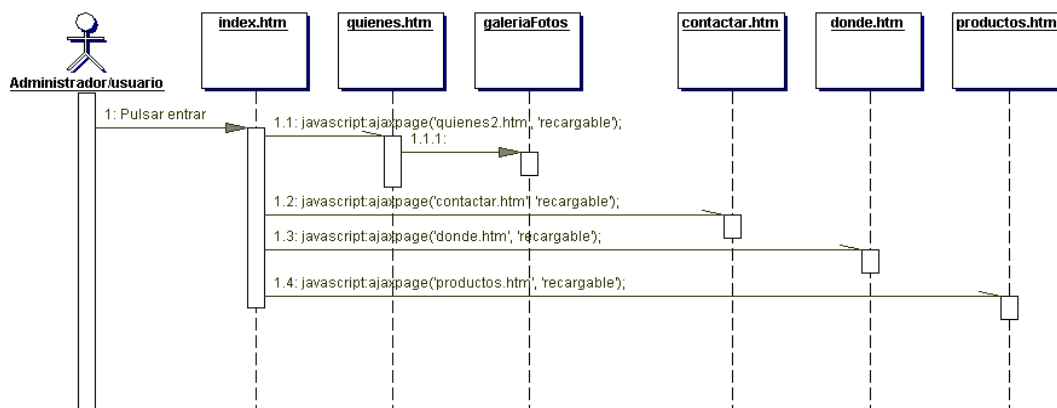 index.htm
quienes.htm
galeriaFotos
contactar.htm
donde.htm
productos.htm
Administrador/usuario
1: Pulsar entrar
1.1: javascript:ajaxpage('quienes2.htm', 'recargable');
1.1.1:
1.2: javascript:ajaxpage('contactar.htm', 'recargable');
1.3: javascript:ajaxpage('donde.htm', 'recargable');
1.4: javascript:ajaxpage('productos.htm', 'recargable');